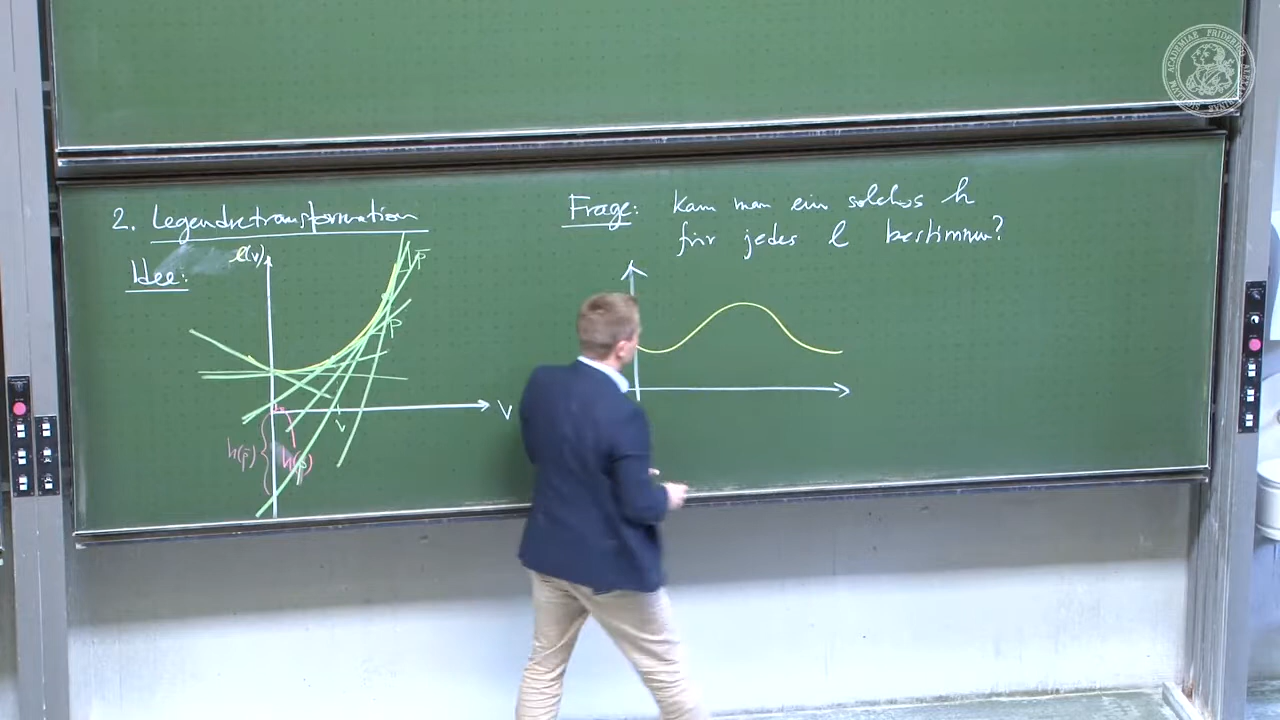 2. Legendretransformation
Idee:
l(v)
p̄
p
v
V
h(p̄)
h(p)
Frage: Kann man ein solches h
für jedes l bestimmen?